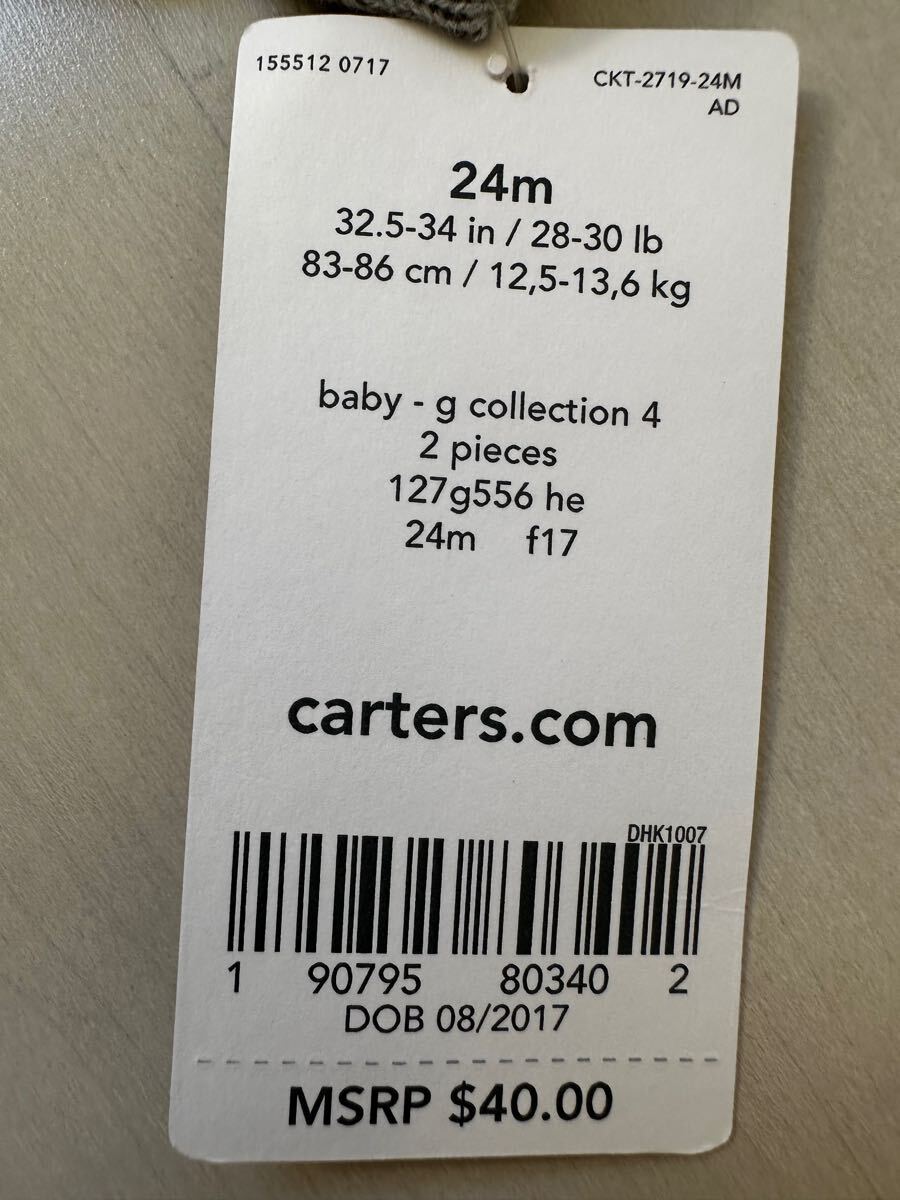 155512 0717
CKT-2719-24M
AD
24m
32.5-34 in / 28-30 lb
83-86 cm / 12,5-13,6 kg
baby - g collection 4
2 pieces
127g556 he
24m f17
carters.com
DHK1007
1 90795 80340 2
DOB 08/2017
MSRP $40.00